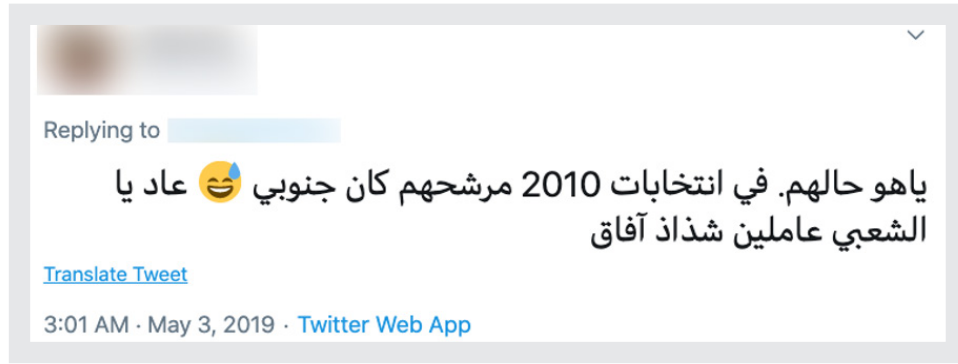 Replying to
ياهو حالهم. في انتخابات 2010 مرشحهم كان جنوبي 😅 عاد يا
الشعبي عاملين شذاذ آفاق
Translate Tweet
3:01 AM · May 3, 2019 · Twitter Web App